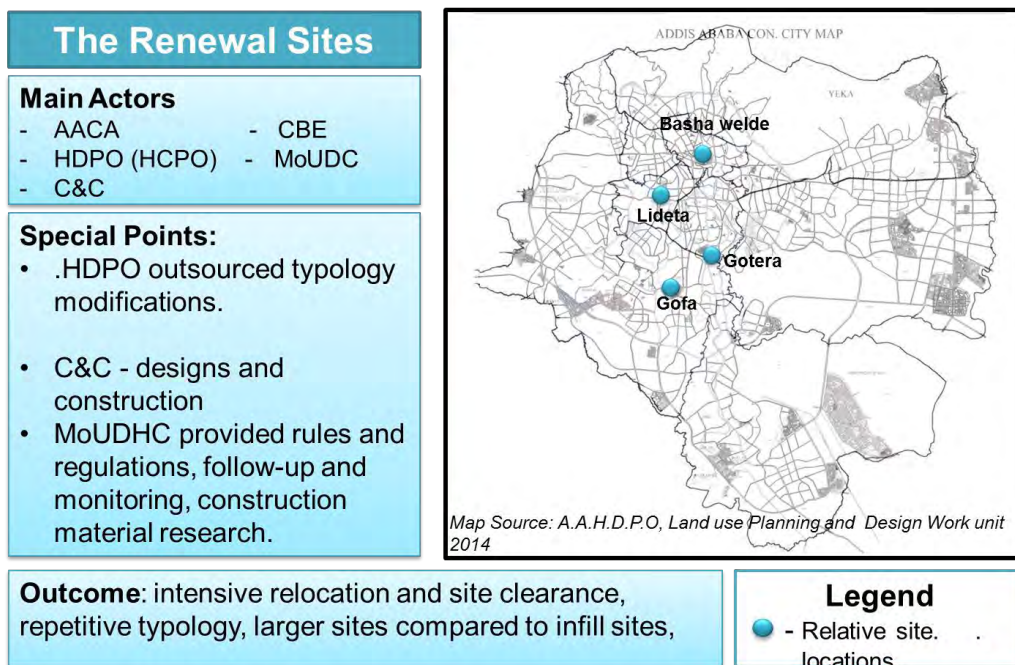 The Renewal Sites
Main Actors
- AACA - CBE
- HDPO (HCPO) - MoUDC
- C&C
Special Points:
• .HDPO outsourced typology
modifications.
• C&C - designs and
construction
• MoUDHC provided rules and
regulations, follow-up and
monitoring, construction
material research.
ADDIS ABABA CON. CITY MAP
YEKA
Basha welde
Lideta
Gotera
Gofa
Map Source: A.A.H.D.P.O, Land use Planning and Design Work unit
2014
Outcome: intensive relocation and site clearance,
repetitive typology, larger sites compared to infill sites,
Legend
- Relative site. .
locations